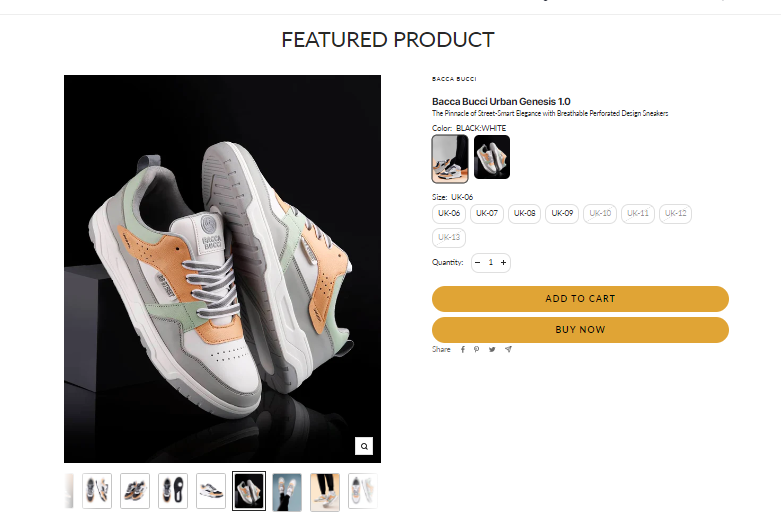 FEATURED PRODUCT
BACCA BUCCI
Bacca Bucci Urban Genesis 1.0
The Pinnacle of Street-Smart Elegance with Breathable Perforated Design Sneakers
Color: BLACK:WHITE
Size: UK-06
UK-06 UK-07 UK-08 UK-09 UK-10 UK-11 UK-12
UK-13
Quantity: − 1 +
ADD TO CART
BUY NOW
Share
BACCA
BUCCI